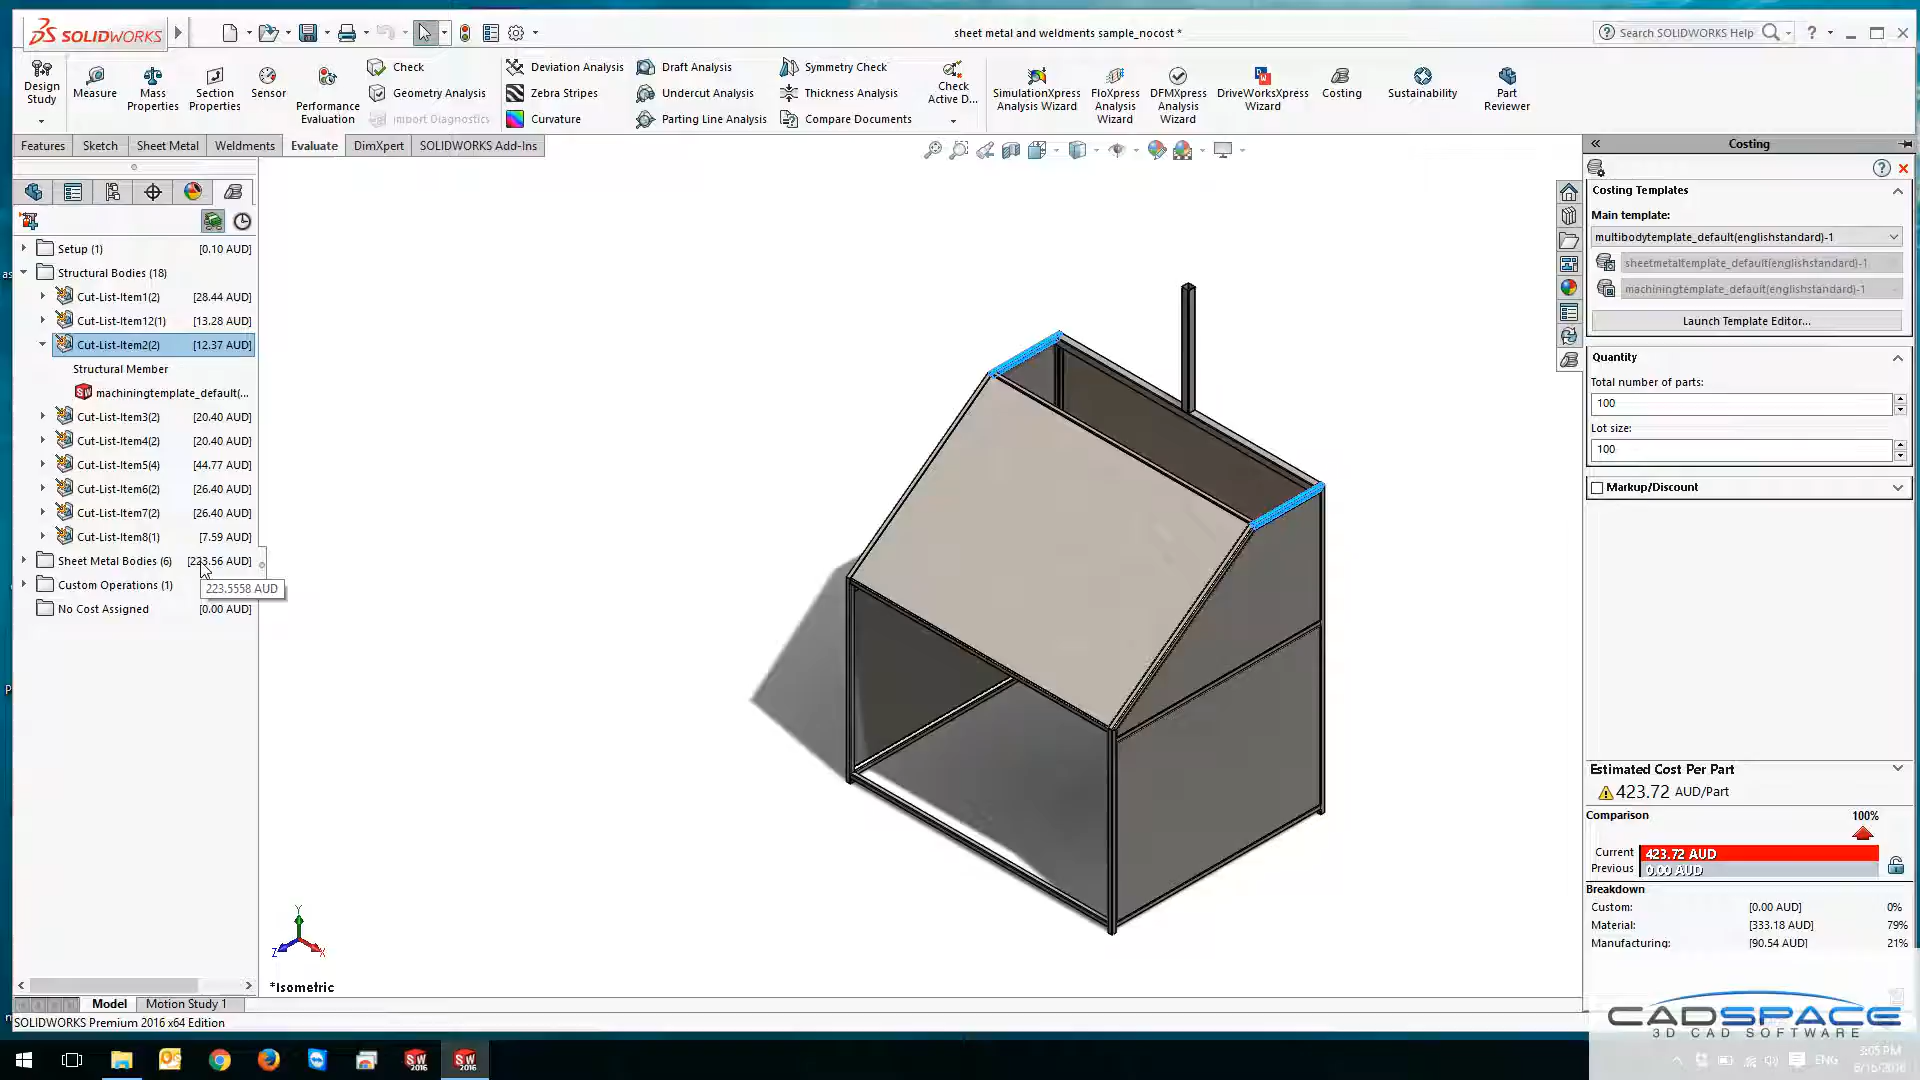 SOLIDWORKS
sheet metal and weldments sample_nocost *
Search SOLIDWORKS Help
Design Study
Measure
Mass Properties
Section Properties
Sensor
Performance Evaluation
Check
Geometry Analysis
Import Diagnostics
Deviation Analysis
Zebra Stripes
Curvature
Draft Analysis
Undercut Analysis
Parting Line Analysis
Symmetry Check
Thickness Analysis
Compare Documents
Check Active D...
SimulationXpress Analysis Wizard
FloXpress Analysis Wizard
DFMXpress Analysis Wizard
DriveWorksXpress Wizard
Costing
Sustainability
Part Reviewer
Features Sketch Sheet Metal Weldments Evaluate DimXpert SOLIDWORKS Add-Ins
Setup (1) [0.10 AUD]
Structural Bodies (18)
Cut-List-Item1(2) [28.44 AUD]
Cut-List-Item12(1) [13.28 AUD]
Cut-List-Item2(2) [12.37 AUD]
Structural Member
machiningtemplate_default(...
Cut-List-Item3(2) [20.40 AUD]
Cut-List-Item4(2) [20.40 AUD]
Cut-List-Item5(4) [44.77 AUD]
Cut-List-Item6(2) [26.40 AUD]
Cut-List-Item7(2) [26.40 AUD]
Cut-List-Item8(1) [7.59 AUD]
Sheet Metal Bodies (6) [223.56 AUD]
Custom Operations (1)
223.5558 AUD
No Cost Assigned [0.00 AUD]
Costing
Costing Templates
Main template:
multibodytemplate_default(englishstandard)-1
sheetmetaltemplate_default(englishstandard)-1
machiningtemplate_default(englishstandard)-1
Launch Template Editor...
Quantity
Total number of parts:
100
Lot size:
100
Markup/Discount
Estimated Cost Per Part
423.72 AUD/Part
Comparison 100%
Current 423.72 AUD
Previous 0.00 AUD
Breakdown
Custom: [0.00 AUD] 0%
Material: [333.18 AUD] 79%
Manufacturing: [90.54 AUD] 21%
Y
Z X
*Isometric
Model Motion Study 1
SOLIDWORKS Premium 2016 x64 Edition
CADSPACE
3D CAD SOFTWARE
SW 2016
SW 2016
ENG
3:05 PM